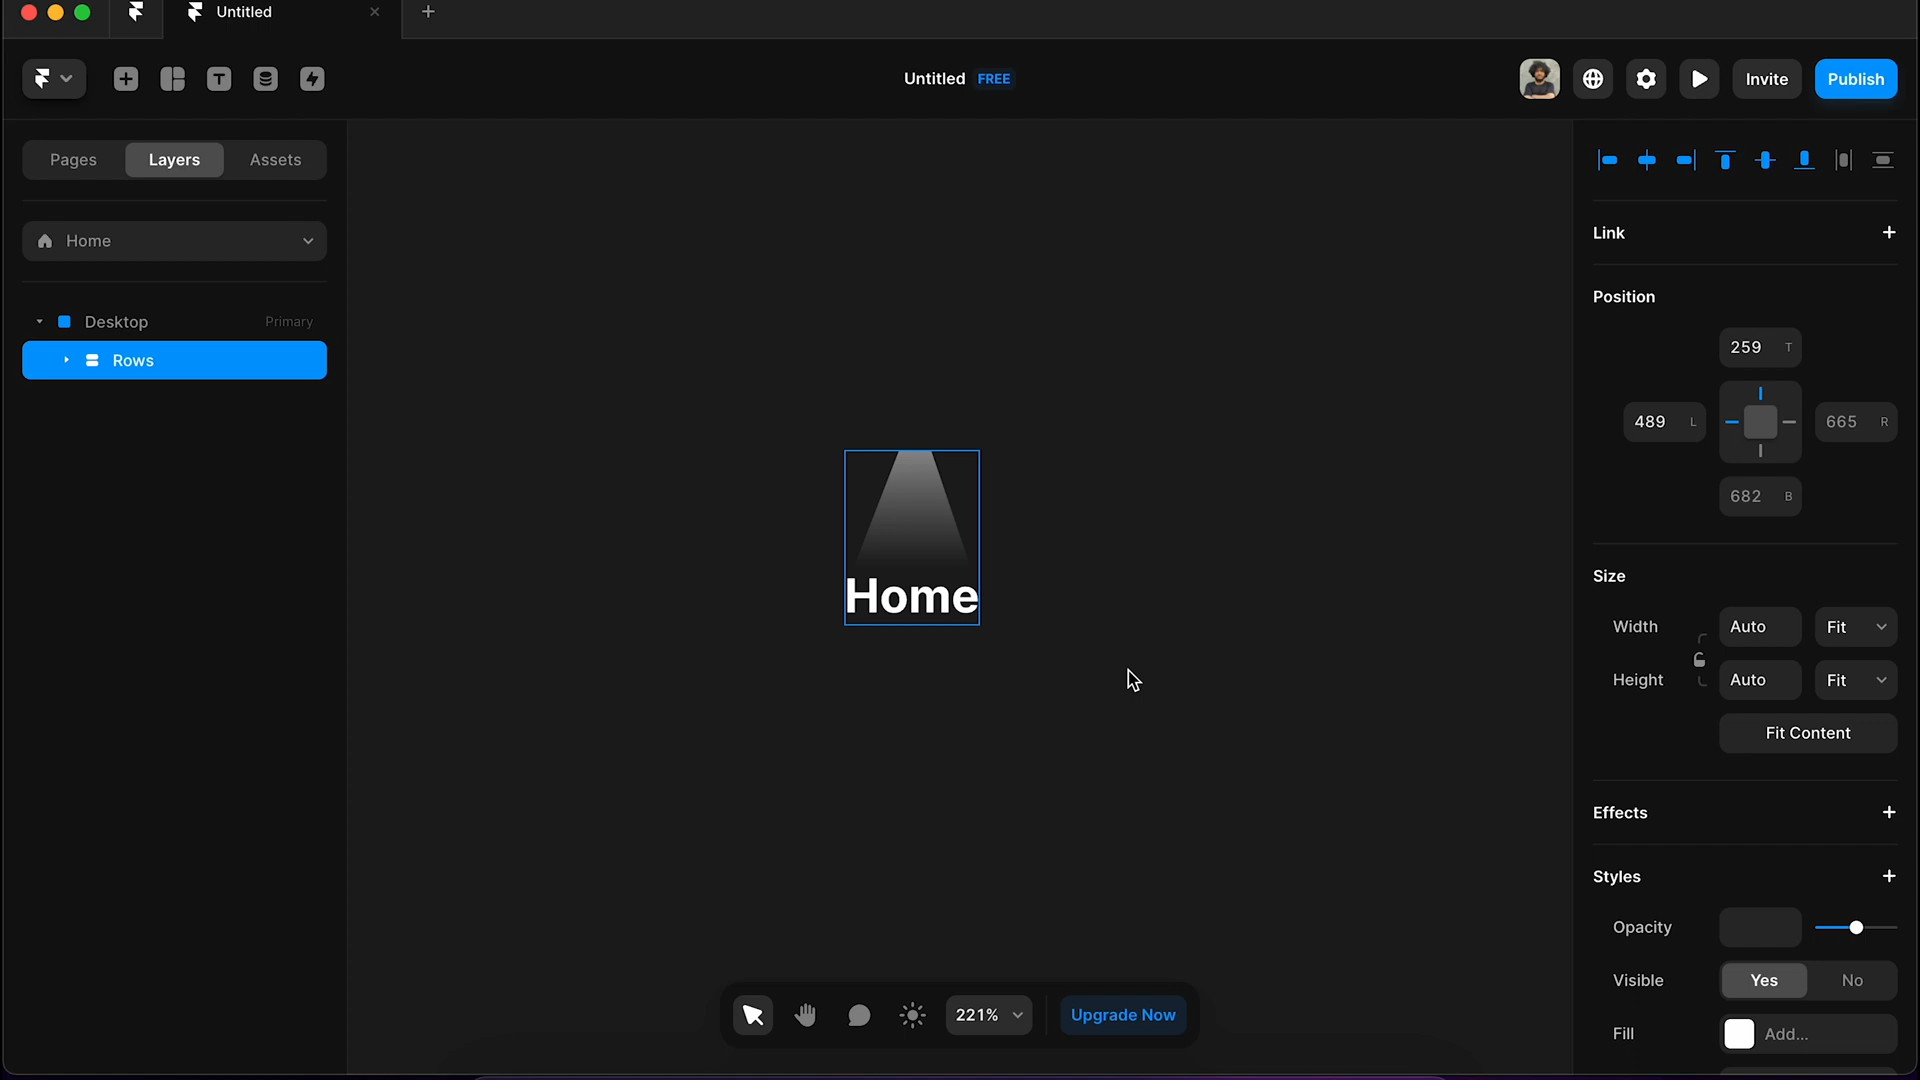 Untitled
Untitled FREE
Invite
Publish
Pages
Layers
Assets
Home
Desktop
Primary
Rows
Home
221%
Upgrade Now
Link
Position
259 T
489 L
665 R
682 B
Size
Width
Auto
Fit
Height
Auto
Fit
Fit Content
Effects
Styles
Opacity
Visible
Yes
No
Fill
Add...